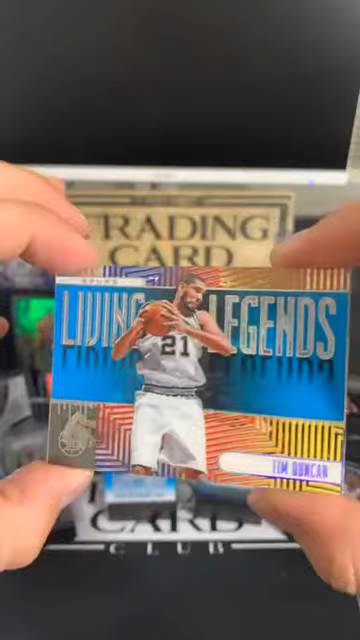 TRADING
CARD
SPURS
LIVING LEGENDS
21
TIM DUNCAN
CARD
CLUB